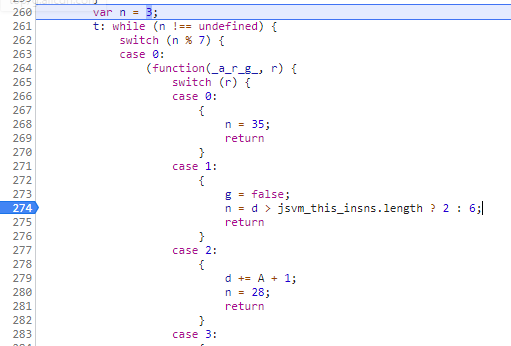 260 var n = 3;
261 t: while (n !== undefined) {
262 switch (n % 7) {
263 case 0:
264 (function(_a_r_g_, r) {
265 switch (r) {
266 case 0:
267 {
268 n = 35;
269 return
270 }
271 case 1:
272 {
273 g = false;
274 n = d > jsvm_this_insns.length ? 2 : 6;
275 return
276 }
277 case 2:
278 {
279 d += A + 1;
280 n = 28;
281 return
282 }
283 case 3: